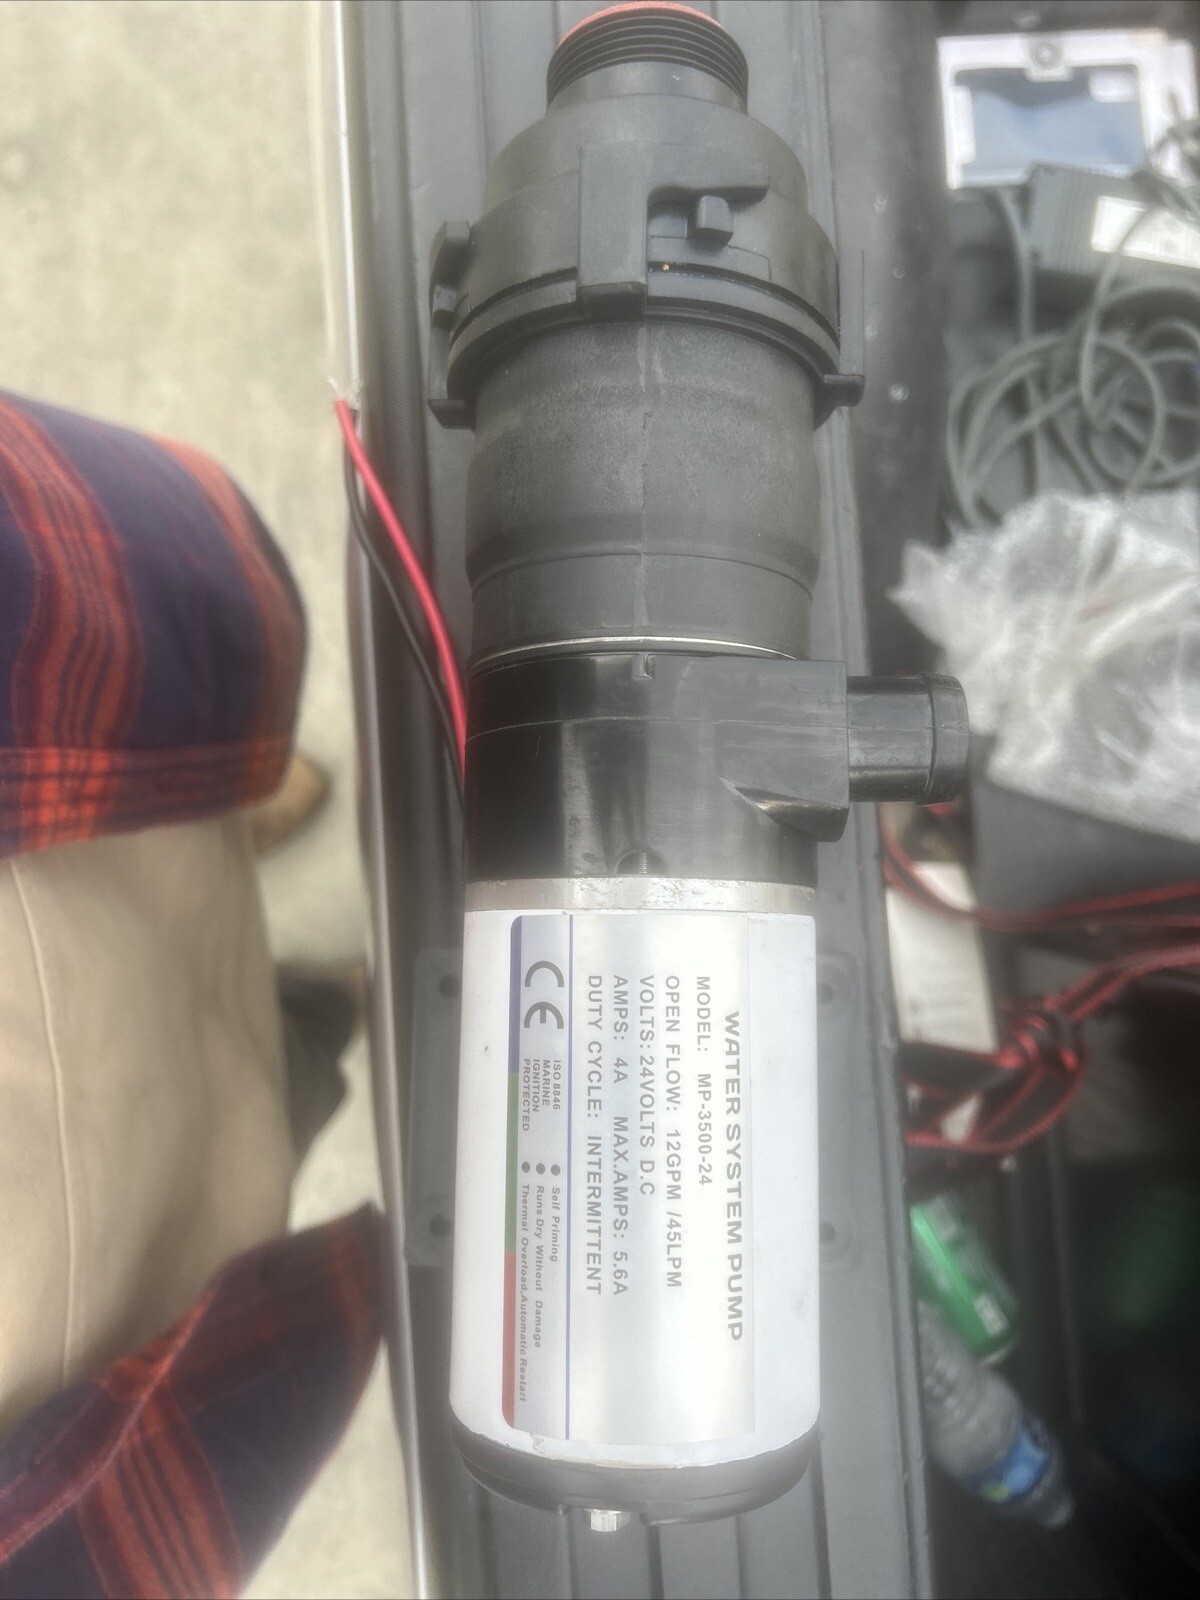 WATER SYSTEM PUMP
MODEL: MP-3500-24
OPEN FLOW: 12GPM /45LPM
VOLTS: 24VOLTS D.C
AMPS: 4A MAX.AMPS: 5.6A
DUTY CYCLE: INTERMITTENT
CE
ISO 8846
MARINE
IGNITION
PROTECTED
● Self Priming
● Runs Dry Without Damage
● Thermal Overload,Automatic Restart